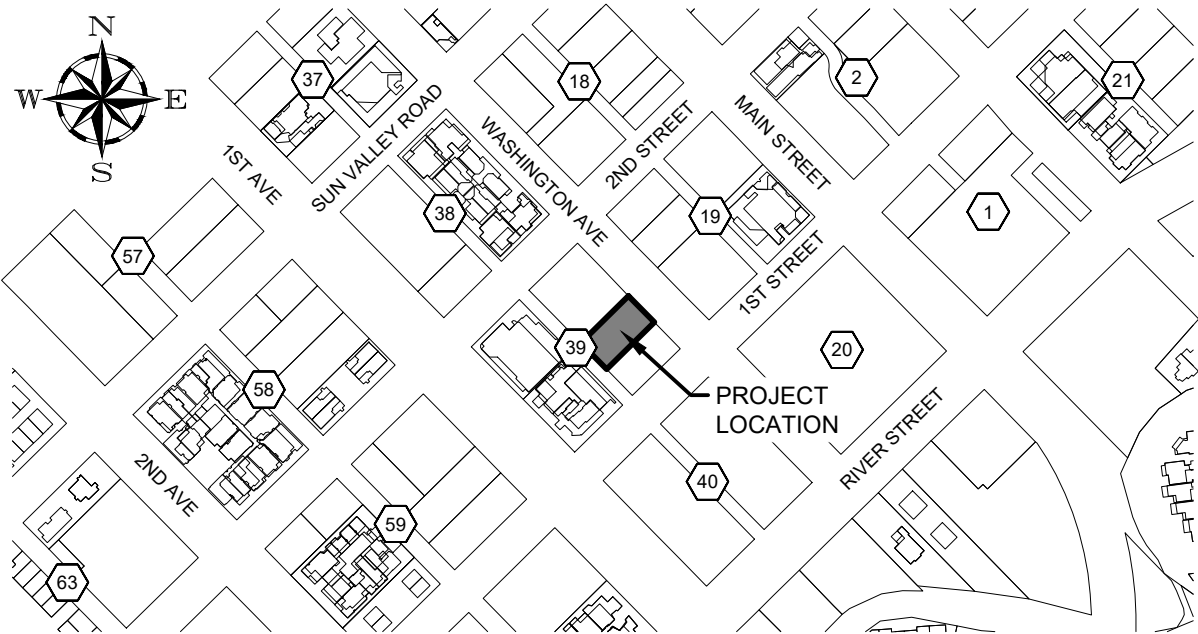 N
W
E
S
37
18
2
21
1ST AVE
SUN VALLEY ROAD
WASHINGTON AVE
2ND STREET
MAIN STREET
38
19
1
57
1ST STREET
39
20
PROJECT
LOCATION
58
2ND AVE
RIVER STREET
40
59
63